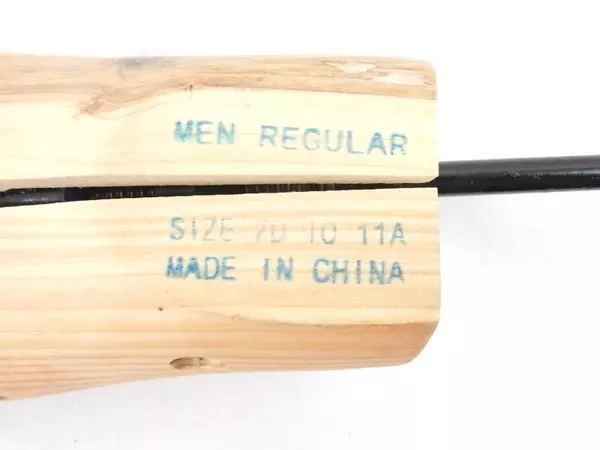 MEN REGULAR
SIZE 7D TO 11A
MADE IN CHINA